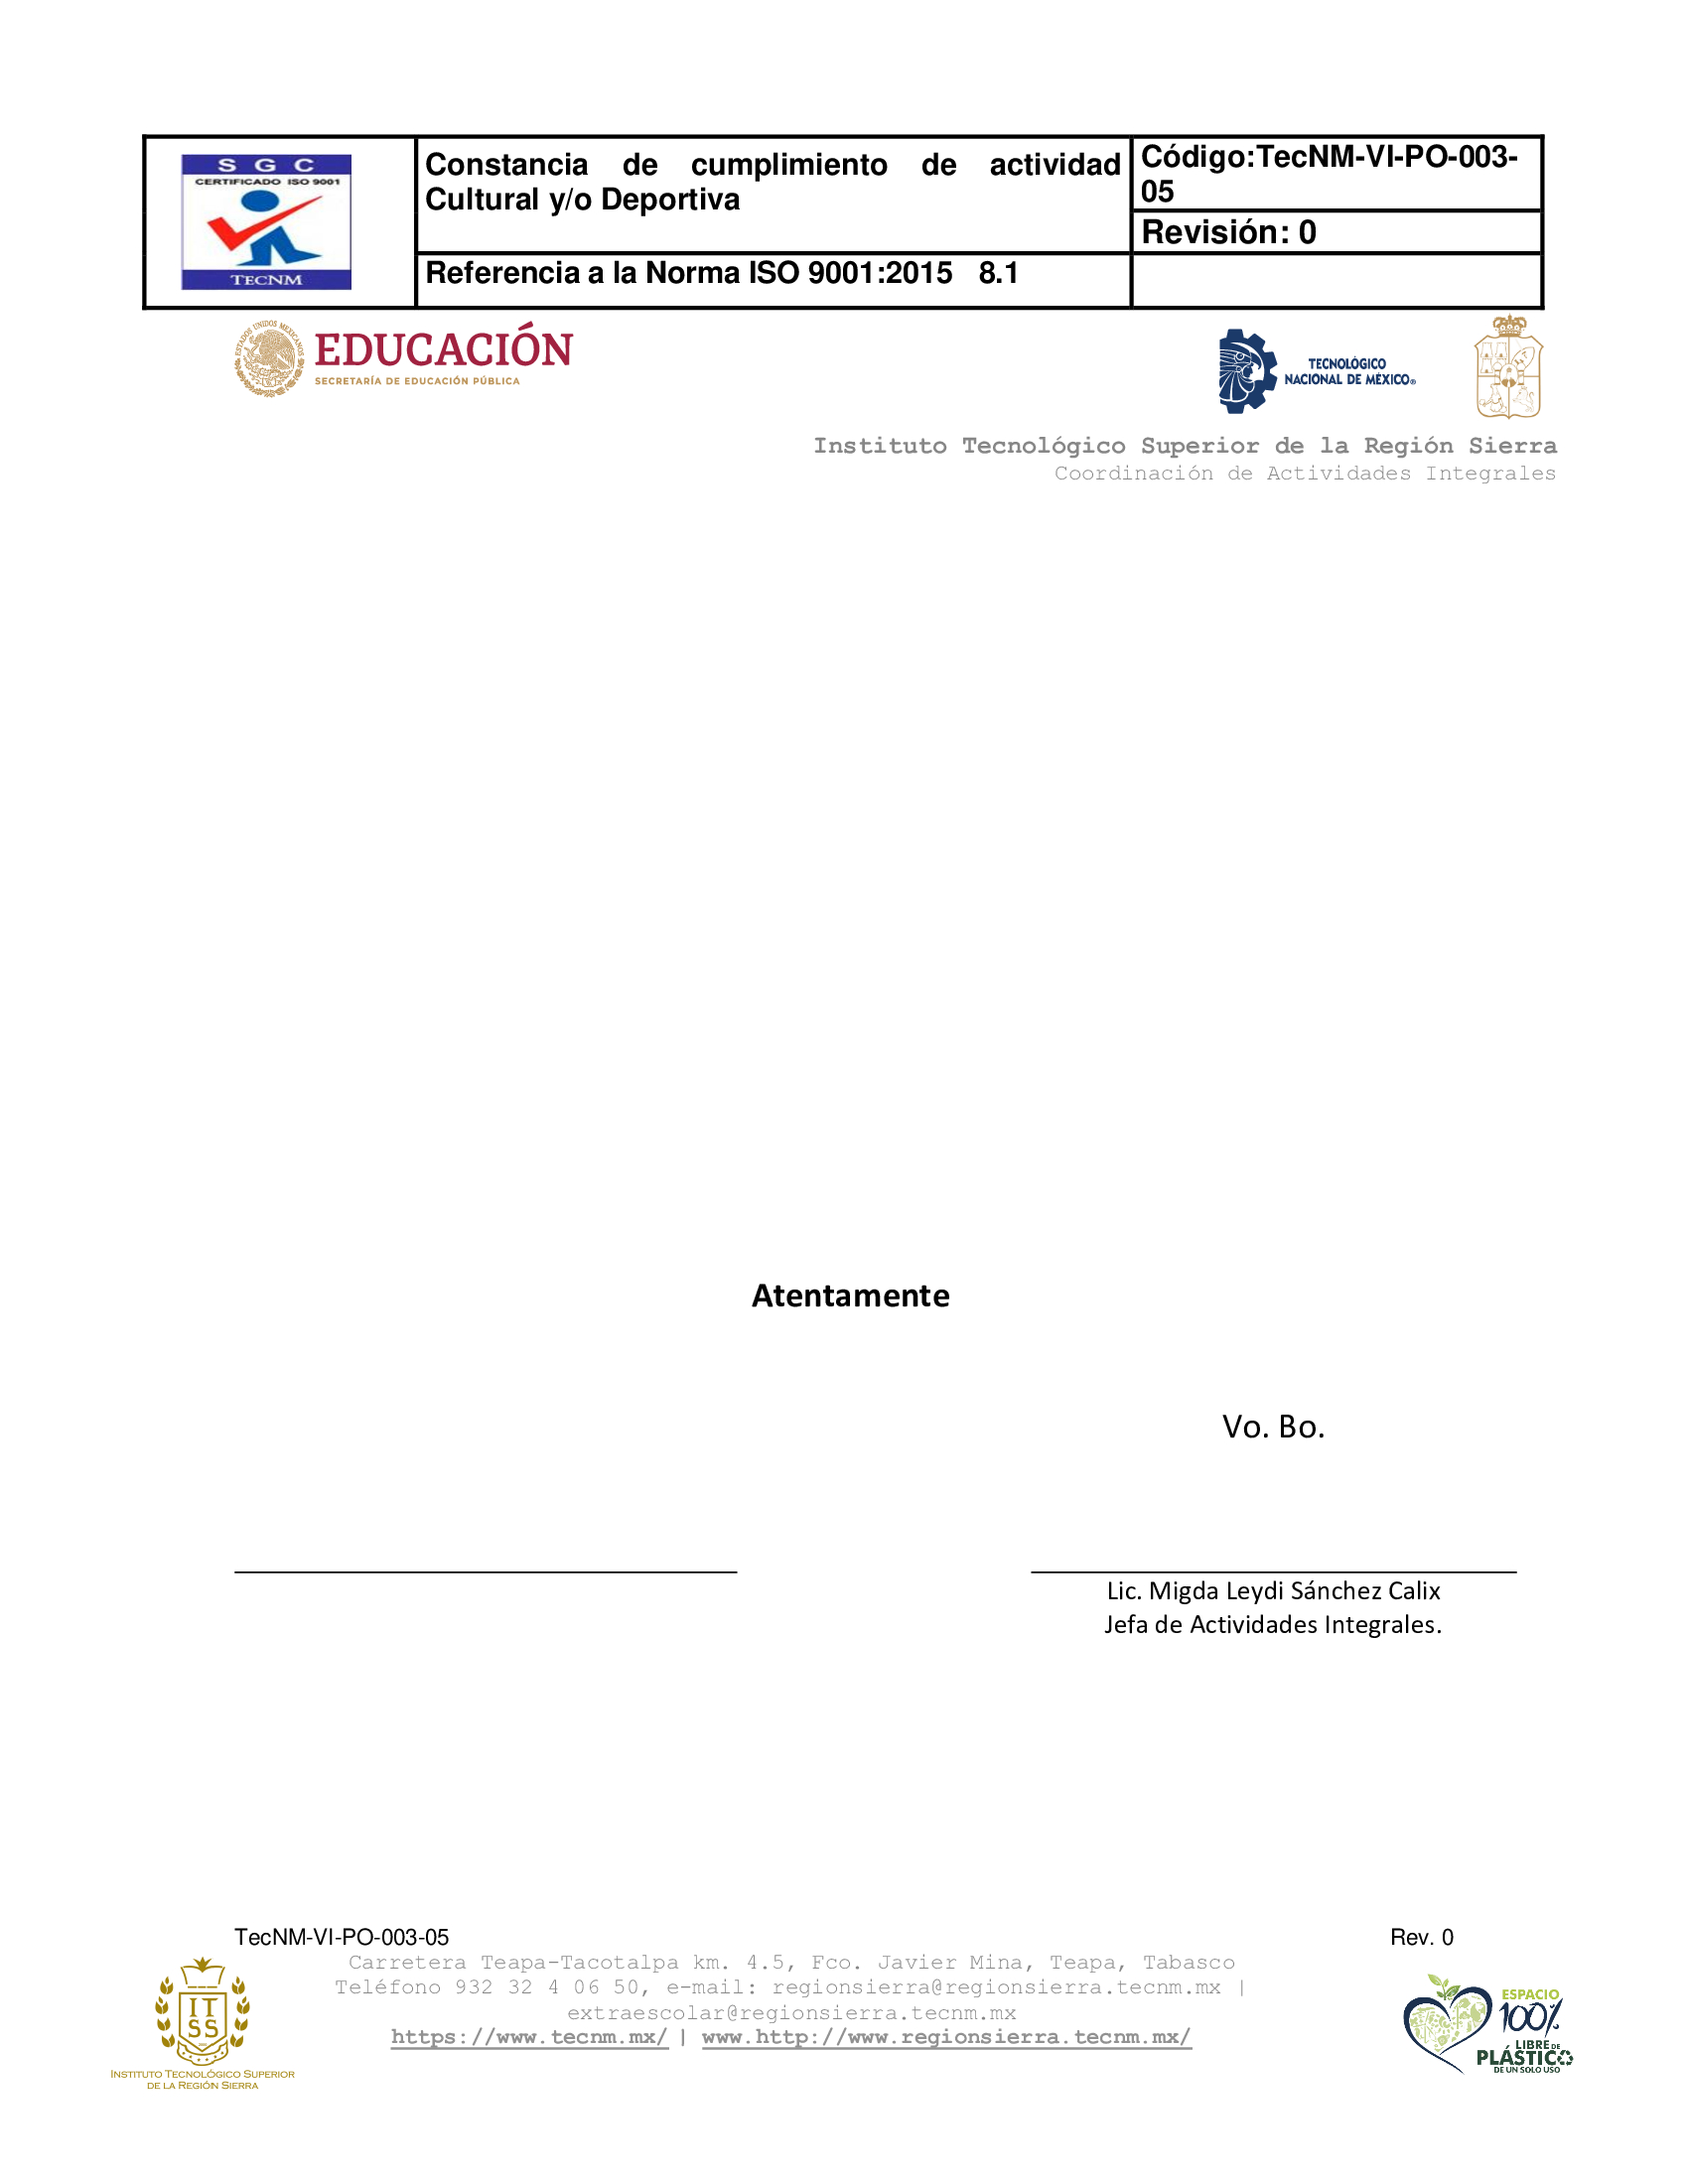 S G C
CERTIFICADO ISO 9001
TECNM
Constancia de cumplimiento de actividad
Cultural y/o Deportiva
Código:TecNM-VI-PO-003-
05
Revisión: 0
Referencia a la Norma ISO 9001:2015 8.1
ESTADOS UNIDOS MEXICANOS
EDUCACIÓN
SECRETARÍA DE EDUCACIÓN PÚBLICA
TECNOLÓGICO
NACIONAL DE MÉXICO®
Instituto Tecnológico Superior de la Región Sierra
Coordinación de Actividades Integrales
Atentamente
Vo. Bo.
Lic. Migda Leydi Sánchez Calix
Jefa de Actividades Integrales.
TecNM-VI-PO-003-05
Rev. 0
Carretera Teapa-Tacotalpa km. 4.5, Fco. Javier Mina, Teapa, Tabasco
Teléfono 932 32 4 06 50, e-mail: regionsierra@regionsierra.tecnm.mx |
extraescolar@regionsierra.tecnm.mx
https://www.tecnm.mx/ | www.http://www.regionsierra.tecnm.mx/
IT
SS
INSTITUTO TECNOLÓGICO SUPERIOR
DE LA REGIÓN SIERRA
ESPACIO
100%
LIBRE DE
PLÁSTICO
DE UN SOLO USO